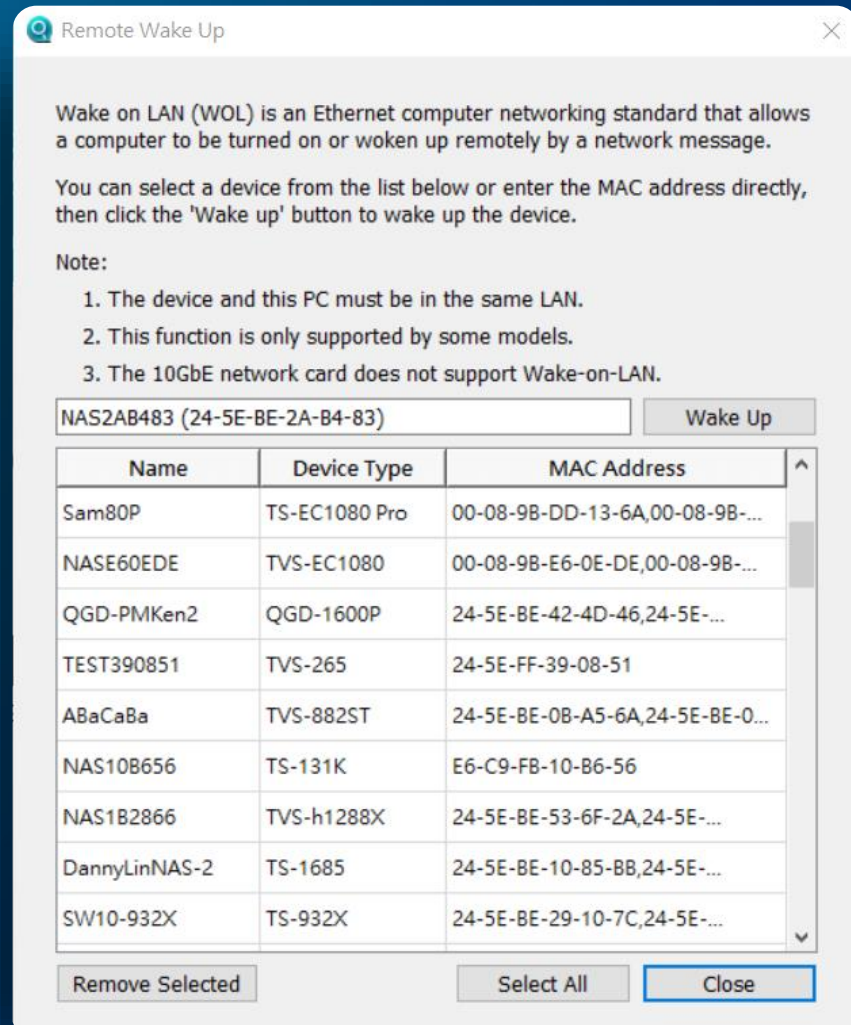 Remote Wake Up
Wake on LAN (WOL) is an Ethernet computer networking standard that allows
a computer to be turned on or woken up remotely by a network message.
You can select a device from the list below or enter the MAC address directly,
then click the 'Wake up' button to wake up the device.
Note:
1. The device and this PC must be in the same LAN.
2. This function is only supported by some models.
3. The 10GbE network card does not support Wake-on-LAN.
NAS2AB483 (24-5E-BE-2A-B4-83) Wake Up
Name Device Type MAC Address
Sam80P TS-EC1080 Pro 00-08-9B-DD-13-6A,00-08-9B-...
NASE60EDE TVS-EC1080 00-08-9B-E6-0E-DE,00-08-9B-...
QGD-PMKen2 QGD-1600P 24-5E-BE-42-4D-46,24-5E-...
TEST390851 TVS-265 24-5E-FF-39-08-51
ABaCaBa TVS-882ST 24-5E-BE-0B-A5-6A,24-5E-BE-0...
NAS10B656 TS-131K E6-C9-FB-10-B6-56
NAS1B2866 TVS-h1288X 24-5E-BE-53-6F-2A,24-5E-...
DannyLinNAS-2 TS-1685 24-5E-BE-10-85-BB,24-5E-...
SW10-932X TS-932X 24-5E-BE-29-10-7C,24-5E-...
Remove Selected Select All Close